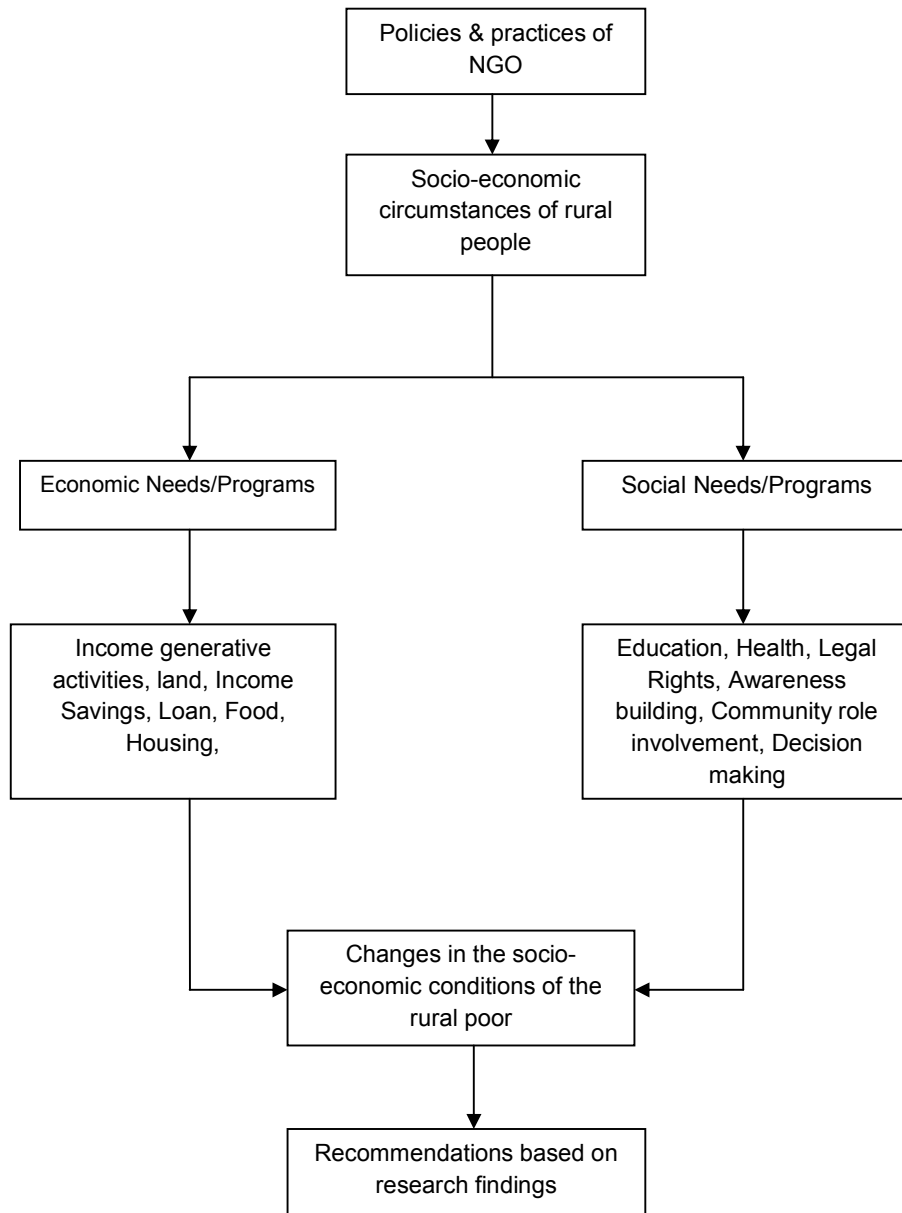 Policies & practices of
NGO
Socio-economic
circumstances of rural
people
Economic Needs/Programs
Social Needs/Programs
Income generative
activities, land, Income
Savings, Loan, Food,
Housing,
Education, Health, Legal
Rights, Awareness
building, Community role
involvement, Decision
making
Changes in the socio-
economic conditions of the
rural poor
Recommendations based on
research findings